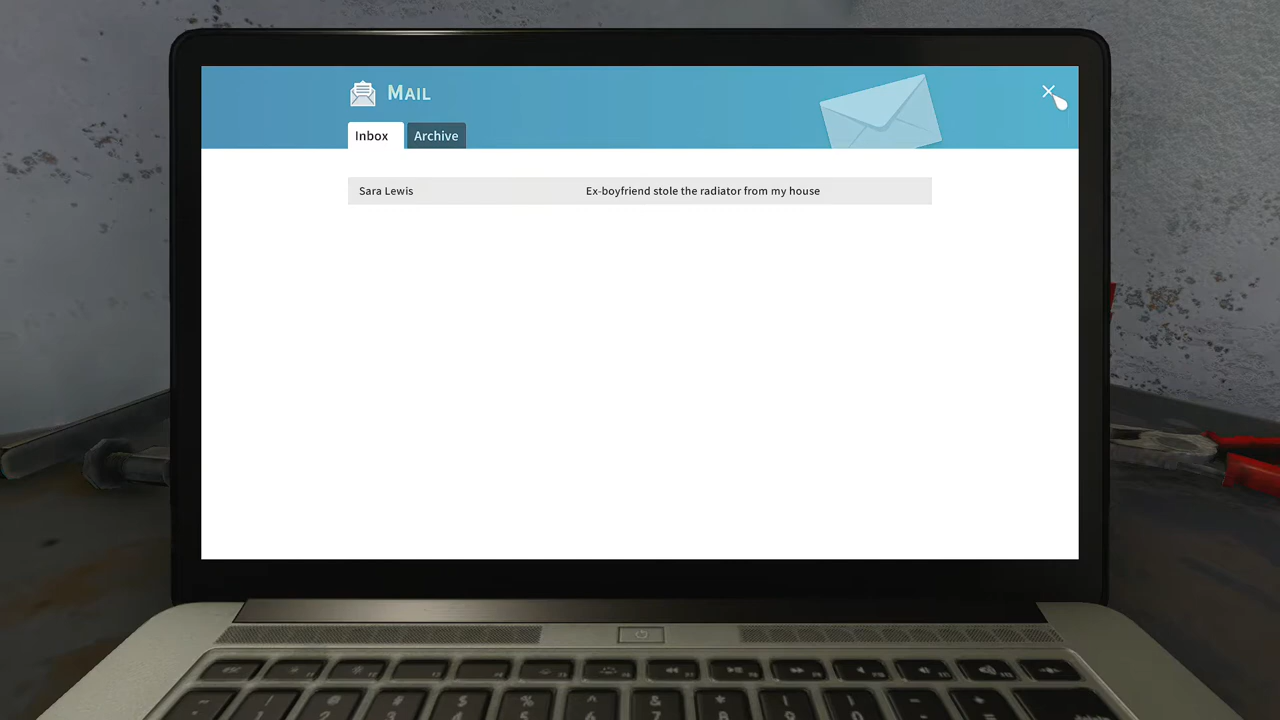 MAIL
Inbox
Archive
Sara Lewis
Ex-boyfriend stole the radiator from my house